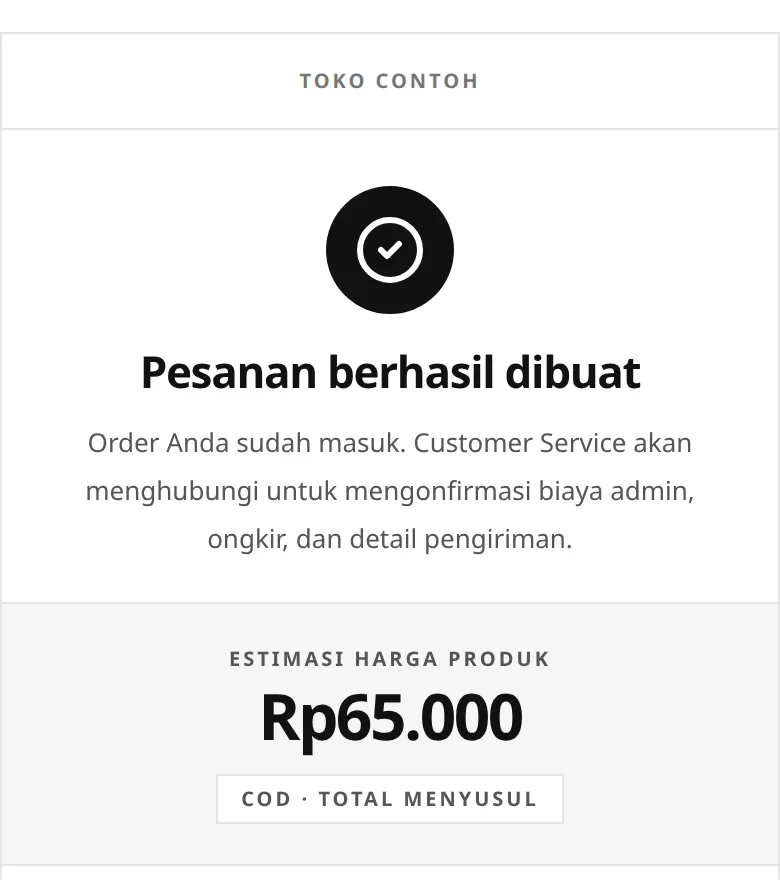 TOKO CONTOH
Pesanan berhasil dibuat
Order Anda sudah masuk. Customer Service akan
menghubungi untuk mengonfirmasi biaya admin,
ongkir, dan detail pengiriman.
ESTIMASI HARGA PRODUK
Rp65.000
COD · TOTAL MENYUSUL